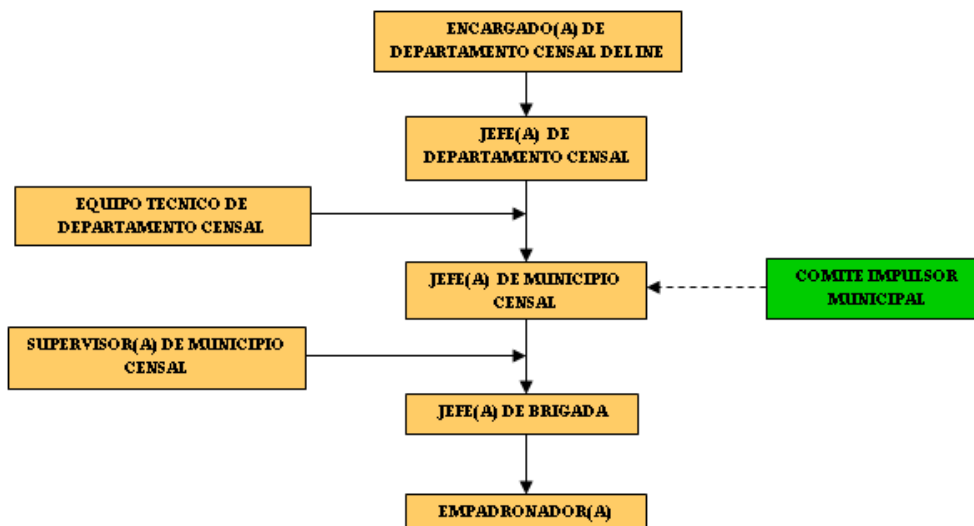 ENCARGADO(A) DE
DEPARTAMENTO CENSAL DEL INE
JEFE(A) DE
DEPARTAMENTO CENSAL
EQUIPO TECNICO DE
DEPARTAMENTO CENSAL
JEFE(A) DE MUNICIPIO
CENSAL
COMITE IMPULSOR
MUNICIPAL
SUPERVISOR(A) DE MUNICIPIO
CENSAL
JEFE(A) DE BRIGADA
EMPADRONADOR(A)